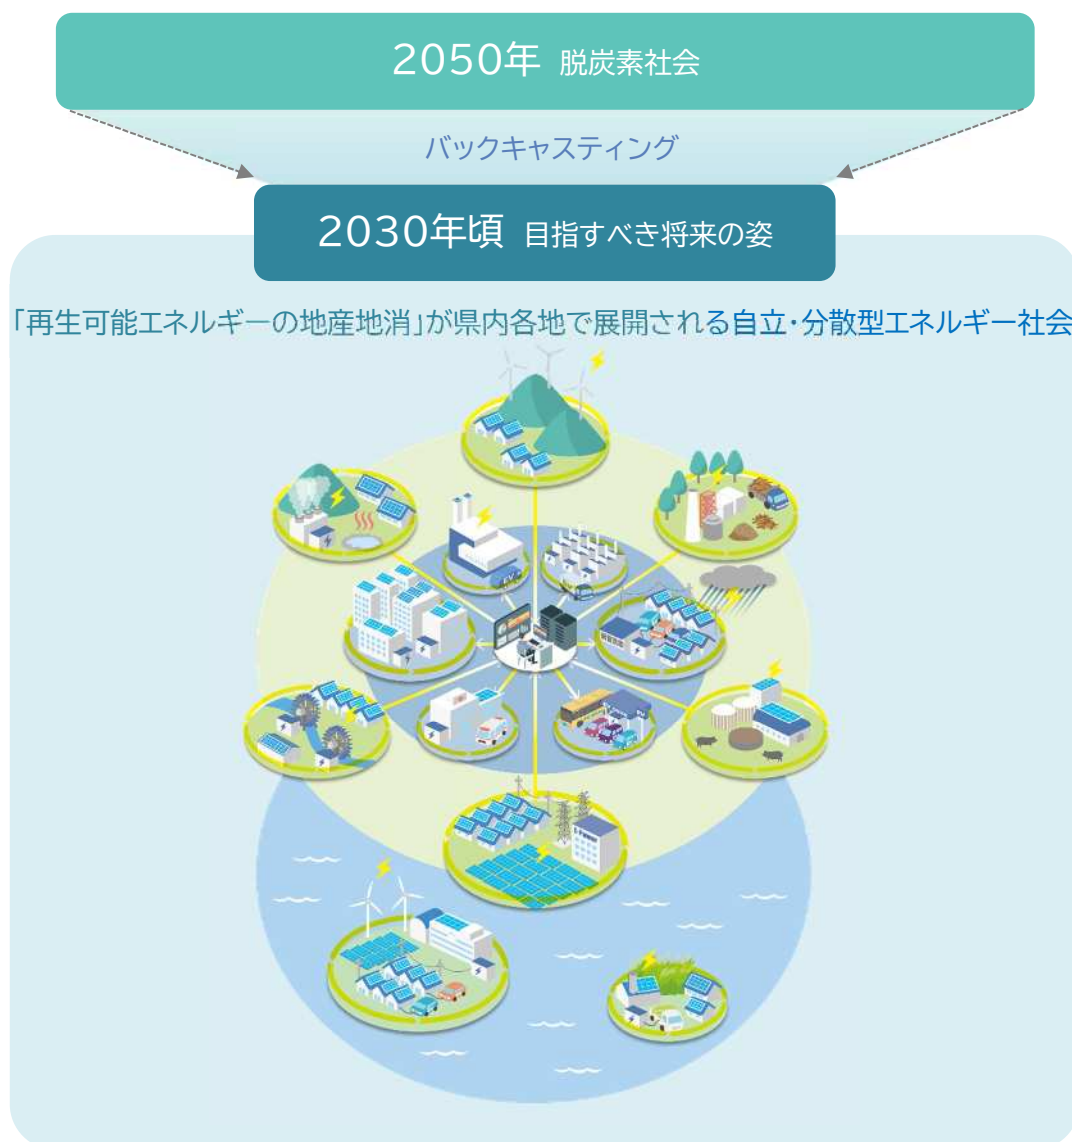 2050年 脱炭素社会
バックキャスティング
2030年頃 目指すべき将来の姿
「再生可能エネルギーの地産地消」が県内各地で展開される自立・分散型エネルギー社会
EV